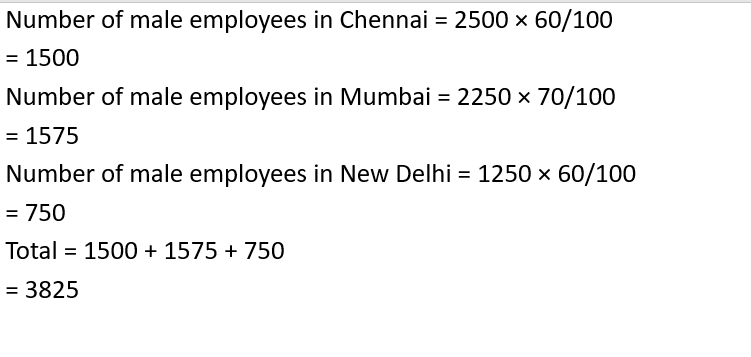 Number of male employees in Chennai = 2500 × 60/100
= 1500
Number of male employees in Mumbai = 2250 × 70/100
= 1575
Number of male employees in New Delhi = 1250 × 60/100
= 750
Total = 1500 + 1575 + 750
= 3825